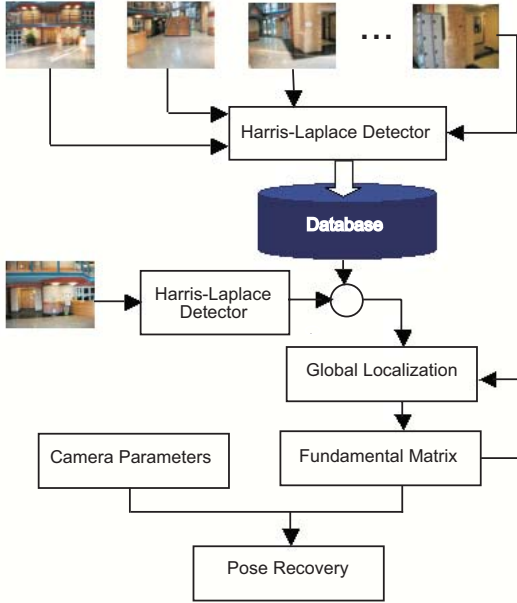 ...
Harris-Laplace Detector
Database
Harris-Laplace
Detector
Global Localization
Camera Parameters
Fundamental Matrix
Pose Recovery